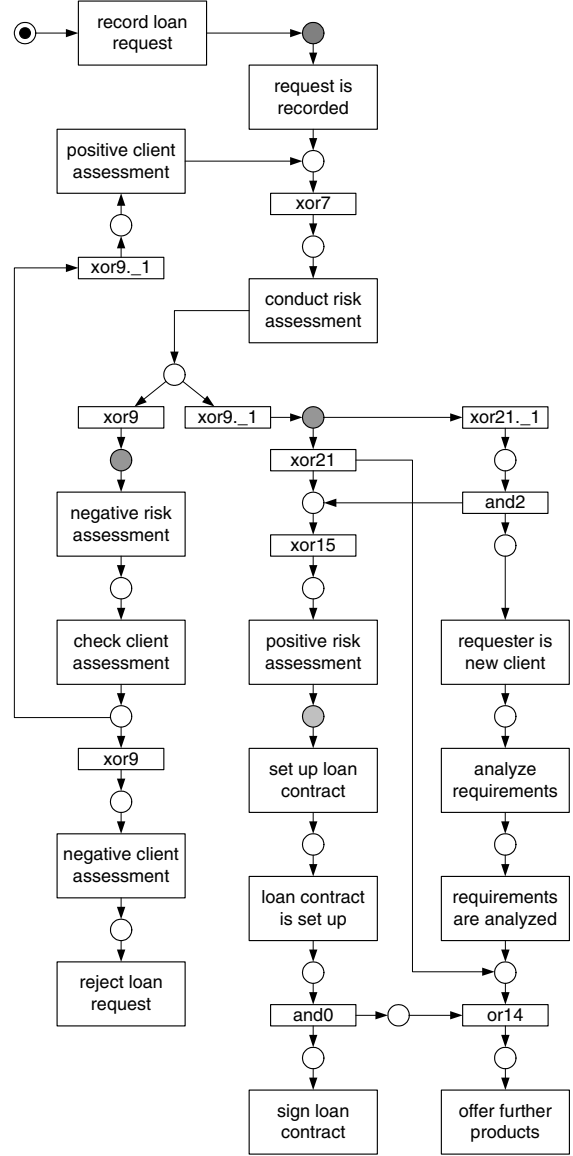 record loan
request
request is
recorded
positive client
assessment
xor7
xor9._1
conduct risk
assessment
xor9
xor9._1
xor21._1
xor21
and2
negative risk
assessment
xor15
check client
assessment
positive risk
assessment
requester is
new client
xor9
set up loan
contract
analyze
requirements
negative client
assessment
loan contract
is set up
requirements
are analyzed
reject loan
request
and0
or14
sign loan
contract
offer further
products